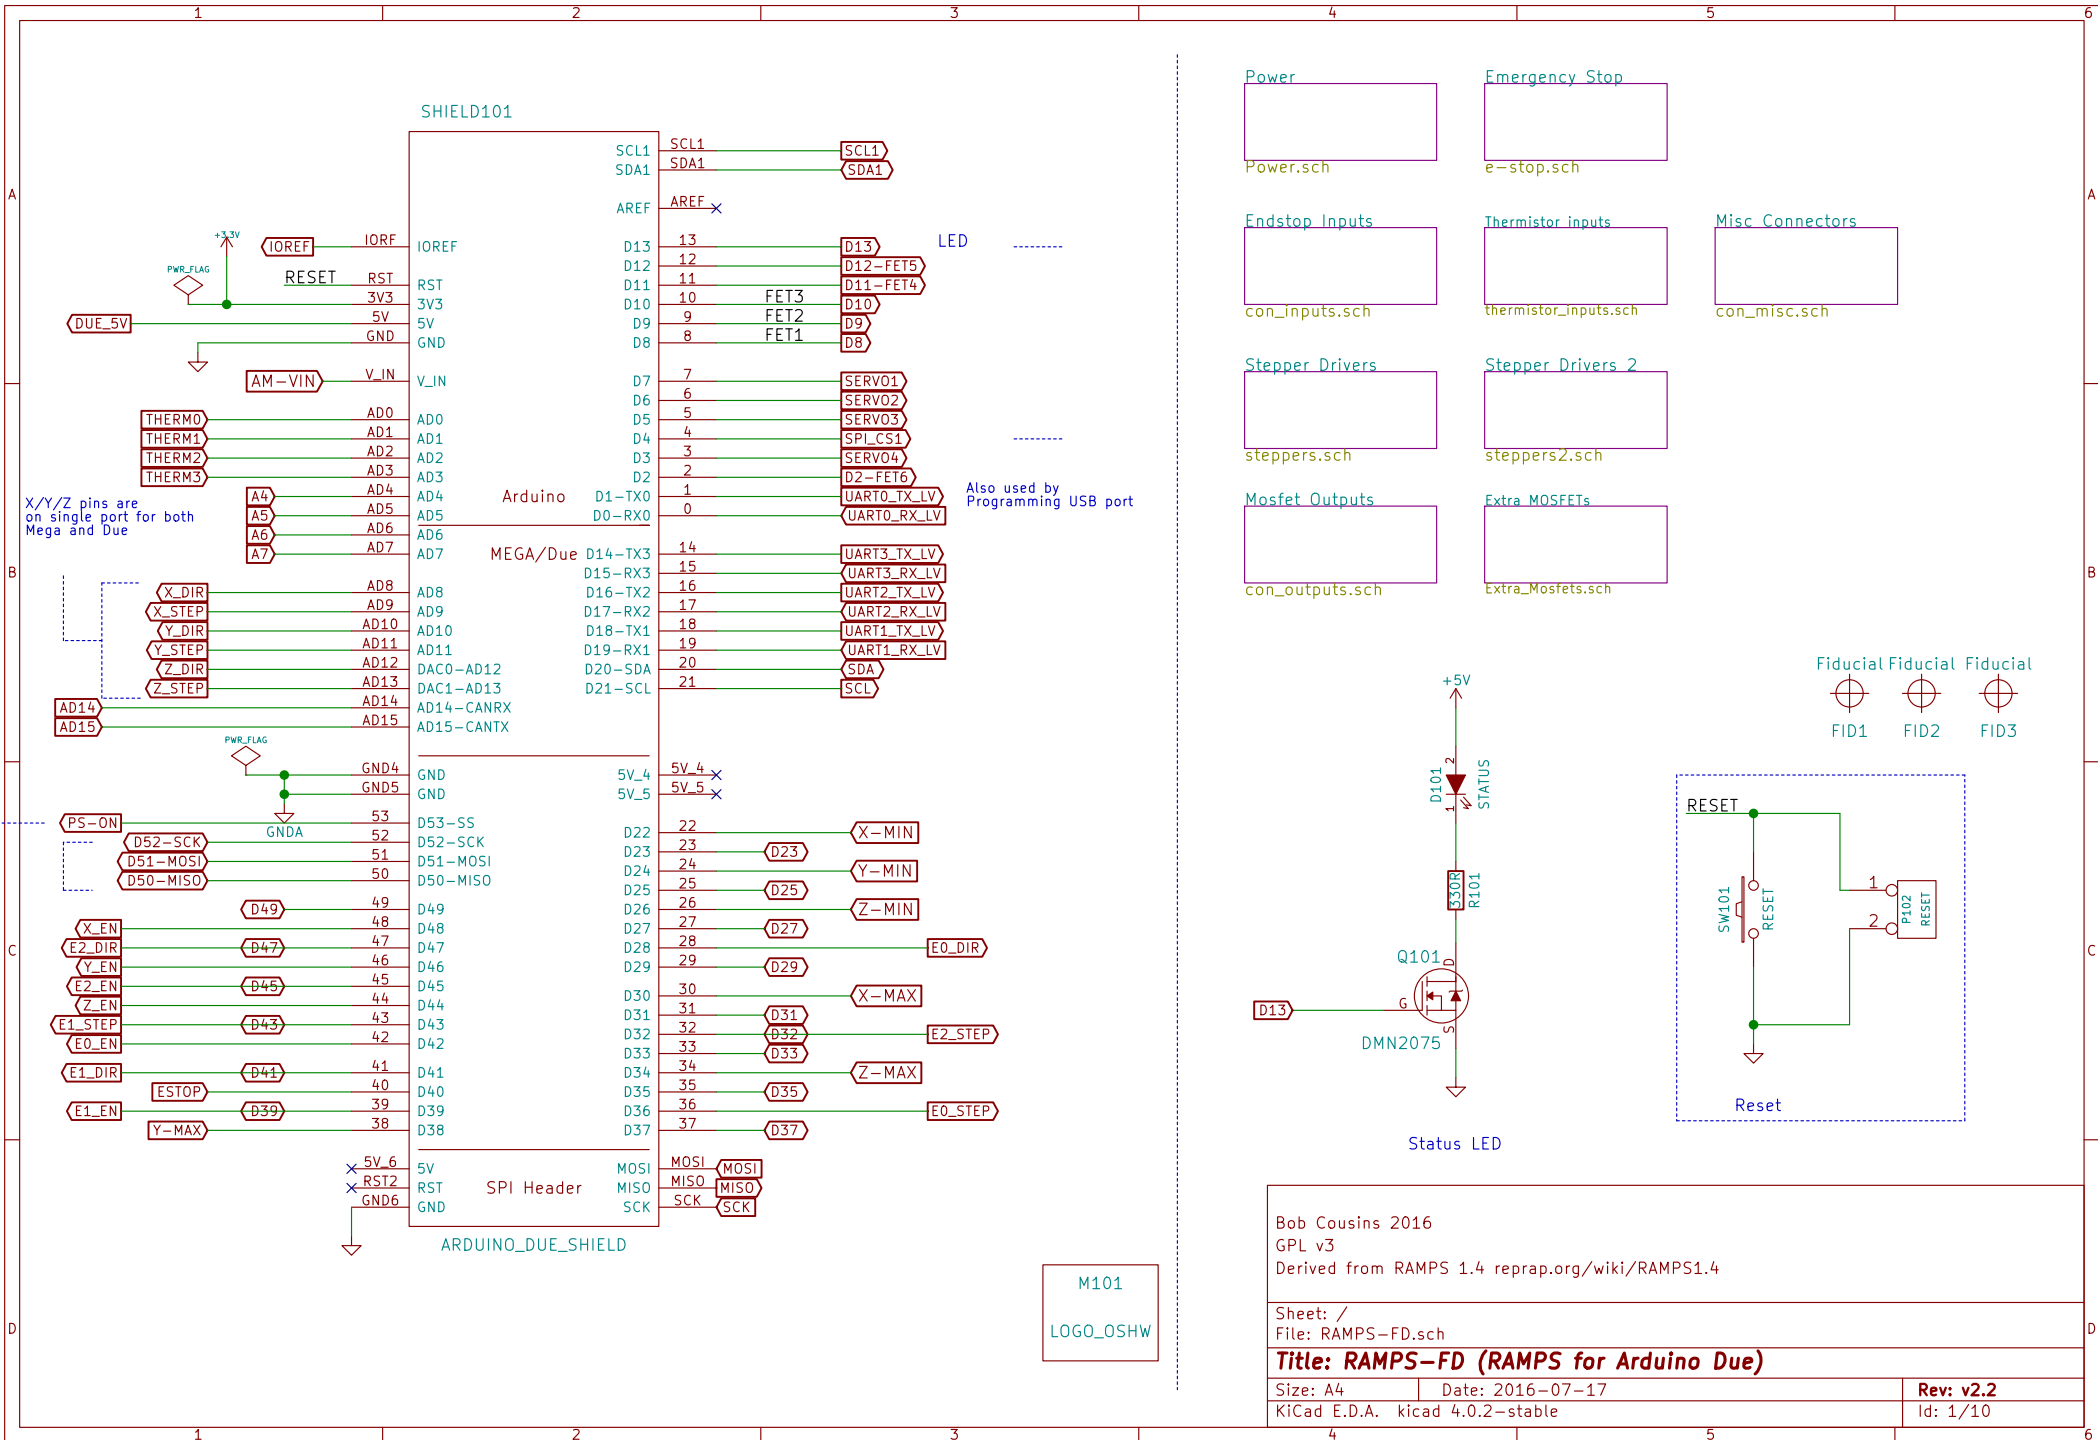 1 2 3 4 5 6
A
B
C
D
A
B
C
D
1 2 3 4 5 6
SHIELD101
SCL1 SCL1 SCL1
SDA1 SDA1 SDA1
AREF AREF
+3.3V
IOREF IORF IOREF
D13 13 D13 LED
D12 12 D12-FET5
PWR_FLAG
RESET RST RST
D11 11 D11-FET4
3V3 3V3
D10 10 FET3 D10
DUE_5V 5V 5V
D9 9 FET2 D9
GND GND
D8 8 FET1 D8
AM-VIN V_IN V_IN
D7 7 SERVO1
D6 6 SERVO2
THERM0 AD0 AD0
D5 5 SERVO3
THERM1 AD1 AD1
D4 4 SPI_CS1
THERM2 AD2 AD2
D3 3 SERVO4
THERM3 AD3 AD3
D2 2 D2-FET6
A4 AD4 AD4
Arduino
D1-TX0 1 UART0_TX_LV
A5 AD5 AD5
D0-RX0 0 UART0_RX_LV
Also used by
Programming USB port
X/Y/Z pins are
on single port for both
Mega and Due
A6 AD6 AD6
A7 AD7 AD7
MEGA/Due
D14-TX3 14 UART3_TX_LV
D15-RX3 15 UART3_RX_LV
X_DIR AD8 AD8
D16-TX2 16 UART2_TX_LV
X_STEP AD9 AD9
D17-RX2 17 UART2_RX_LV
Y_DIR AD10 AD10
D18-TX1 18 UART1_TX_LV
Y_STEP AD11 AD11
D19-RX1 19 UART1_RX_LV
Z_DIR AD12 DAC0-AD12
D20-SDA 20 SDA
Z_STEP AD13 DAC1-AD13
D21-SCL 21 SCL
AD14 AD14 AD14-CANRX
AD15 AD15 AD15-CANTX
PWR_FLAG
GND4 GND
5V_4 5V_4
GND5 GND
5V_5 5V_5
GNDA
PS-ON 53 D53-SS
D52-SCK 52 D52-SCK
D51-MOSI 51 D51-MOSI
D50-MISO 50 D50-MISO
D22 22 X-MIN
D23 23 D23
D24 24 Y-MIN
D25 25 D25
D49 49 D49
D26 26 Z-MIN
X_EN 48 D48
D27 27 D27
E2_DIR D47 47 D47
D28 28 E0_DIR
Y_EN 46 D46
D29 29 D29
E2_EN D45 45 D45
Z_EN 44 D44
D30 30 X-MAX
E1_STEP D43 43 D43
D31 31 D31
E0_EN 42 D42
D32 32 D32 E2_STEP
D33 33 D33
E1_DIR D41 41 D41
D34 34 Z-MAX
ESTOP 40 D40
D35 35 D35
E1_EN D39 39 D39
D36 36 E0_STEP
Y-MAX 38 D38
D37 37 D37
5V_6 5V
MOSI MOSI MOSI
RST2 RST
SPI Header
MISO MISO MISO
GND6 GND
SCK SCK SCK
ARDUINO_DUE_SHIELD
M101
LOGO_OSHW
Power
Power.sch
Emergency Stop
e-stop.sch
Endstop Inputs
con_inputs.sch
Thermistor inputs
thermistor_inputs.sch
Misc Connectors
con_misc.sch
Stepper Drivers
steppers.sch
Stepper Drivers 2
steppers2.sch
Mosfet Outputs
con_outputs.sch
Extra MOSFETs
Extra_Mosfets.sch
Fiducial Fiducial Fiducial
FID1 FID2 FID3
+5V
2
D101
STATUS
1
330R
R101
Q101
D
G
S
D13
DMN2075
Status LED
RESET
SW101
RESET
1
2
P102
RESET
Reset
Bob Cousins 2016
GPL v3
Derived from RAMPS 1.4 reprap.org/wiki/RAMPS1.4
Sheet: /
File: RAMPS-FD.sch
Title: RAMPS-FD (RAMPS for Arduino Due)
Size: A4 Date: 2016-07-17 Rev: v2.2
KiCad E.D.A. kicad 4.0.2-stable Id: 1/10